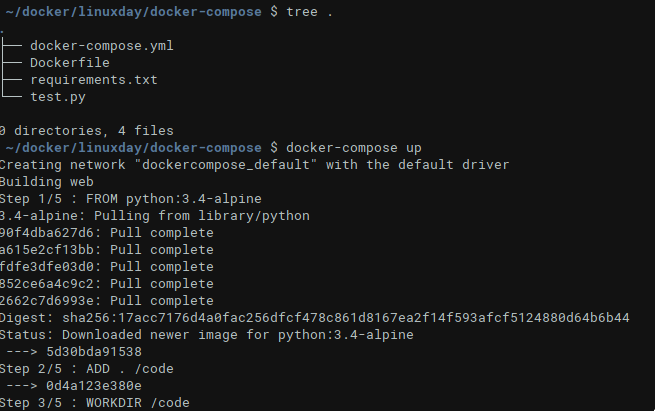 ~/docker/linuxday/docker-compose $ tree .
.
├── docker-compose.yml
├── Dockerfile
├── requirements.txt
└── test.py
0 directories, 4 files
~/docker/linuxday/docker-compose $ docker-compose up
Creating network "dockercompose_default" with the default driver
Building web
Step 1/5 : FROM python:3.4-alpine
3.4-alpine: Pulling from library/python
90f4dba627d6: Pull complete
a615e2cf13bb: Pull complete
fdfe3dfe03d0: Pull complete
852ce6a4c9c2: Pull complete
2662c7d6993e: Pull complete
Digest: sha256:17acc7176d4a0fac256dfcf478c861d8167ea2f14f593afcf5124880d64b6b44
Status: Downloaded newer image for python:3.4-alpine
---> 5d30bda91538
Step 2/5 : ADD . /code
---> 0d4a123e380e
Step 3/5 : WORKDIR /code